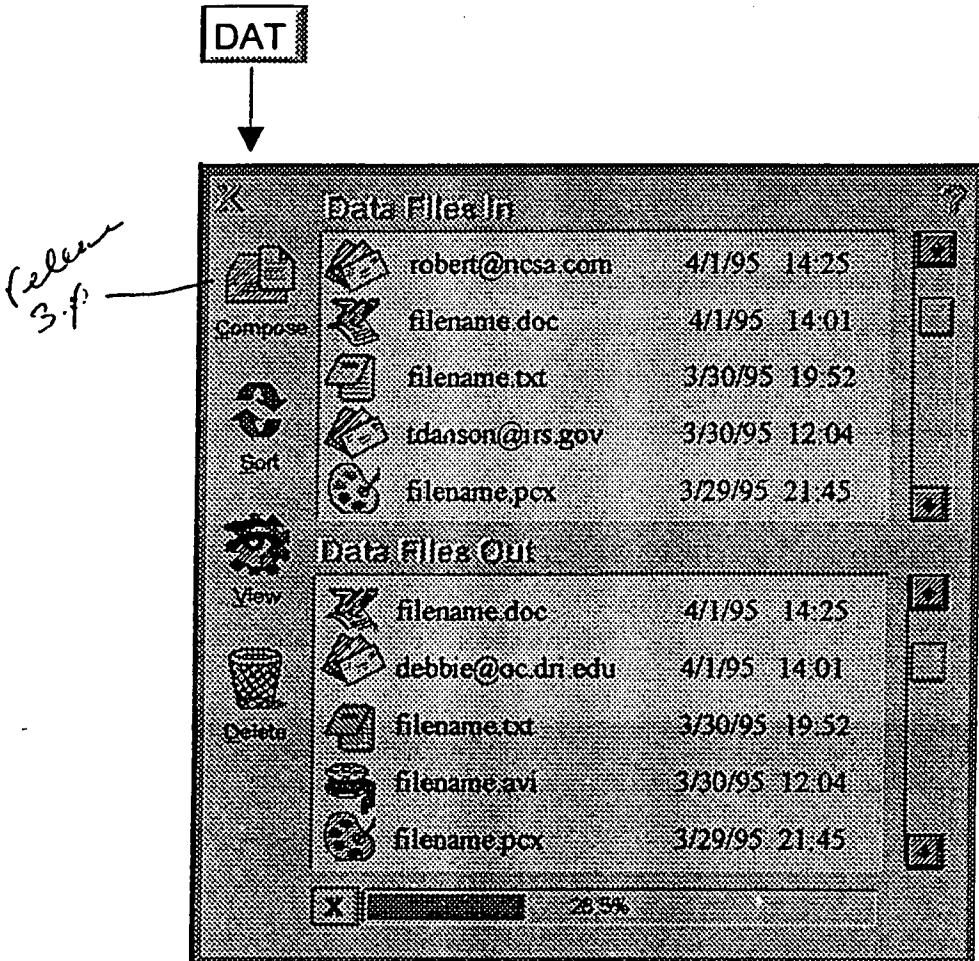 DAT
X
Data Files In
?
robert@ncsa.com 4/1/95 14:25
Compose
filename.doc 4/1/95 14:01
filename.txt 3/30/95 19:52
Sort
tdanson@irs.gov 3/30/95 12:04
filename.pcx 3/29/95 21:45
Data Files Out
View
filename.doc 4/1/95 14:25
debbie@oc.dri.edu 4/1/95 14:01
Delete
filename.txt 3/30/95 19:52
filename.avi 3/30/95 12:04
filename.pcx 3/29/95 21:45
X 28.5%